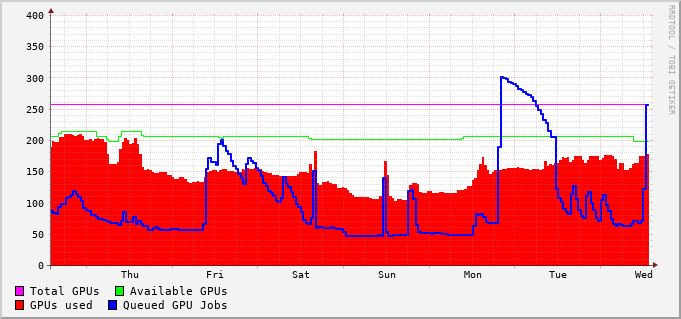 400
350
300
250
200
150
100
50
0
Thu Fri Sat Sun Mon Tue Wed
Total GPUs Available GPUs
GPUs used Queued GPU Jobs
RRDTOOL / TOBI OETIKER